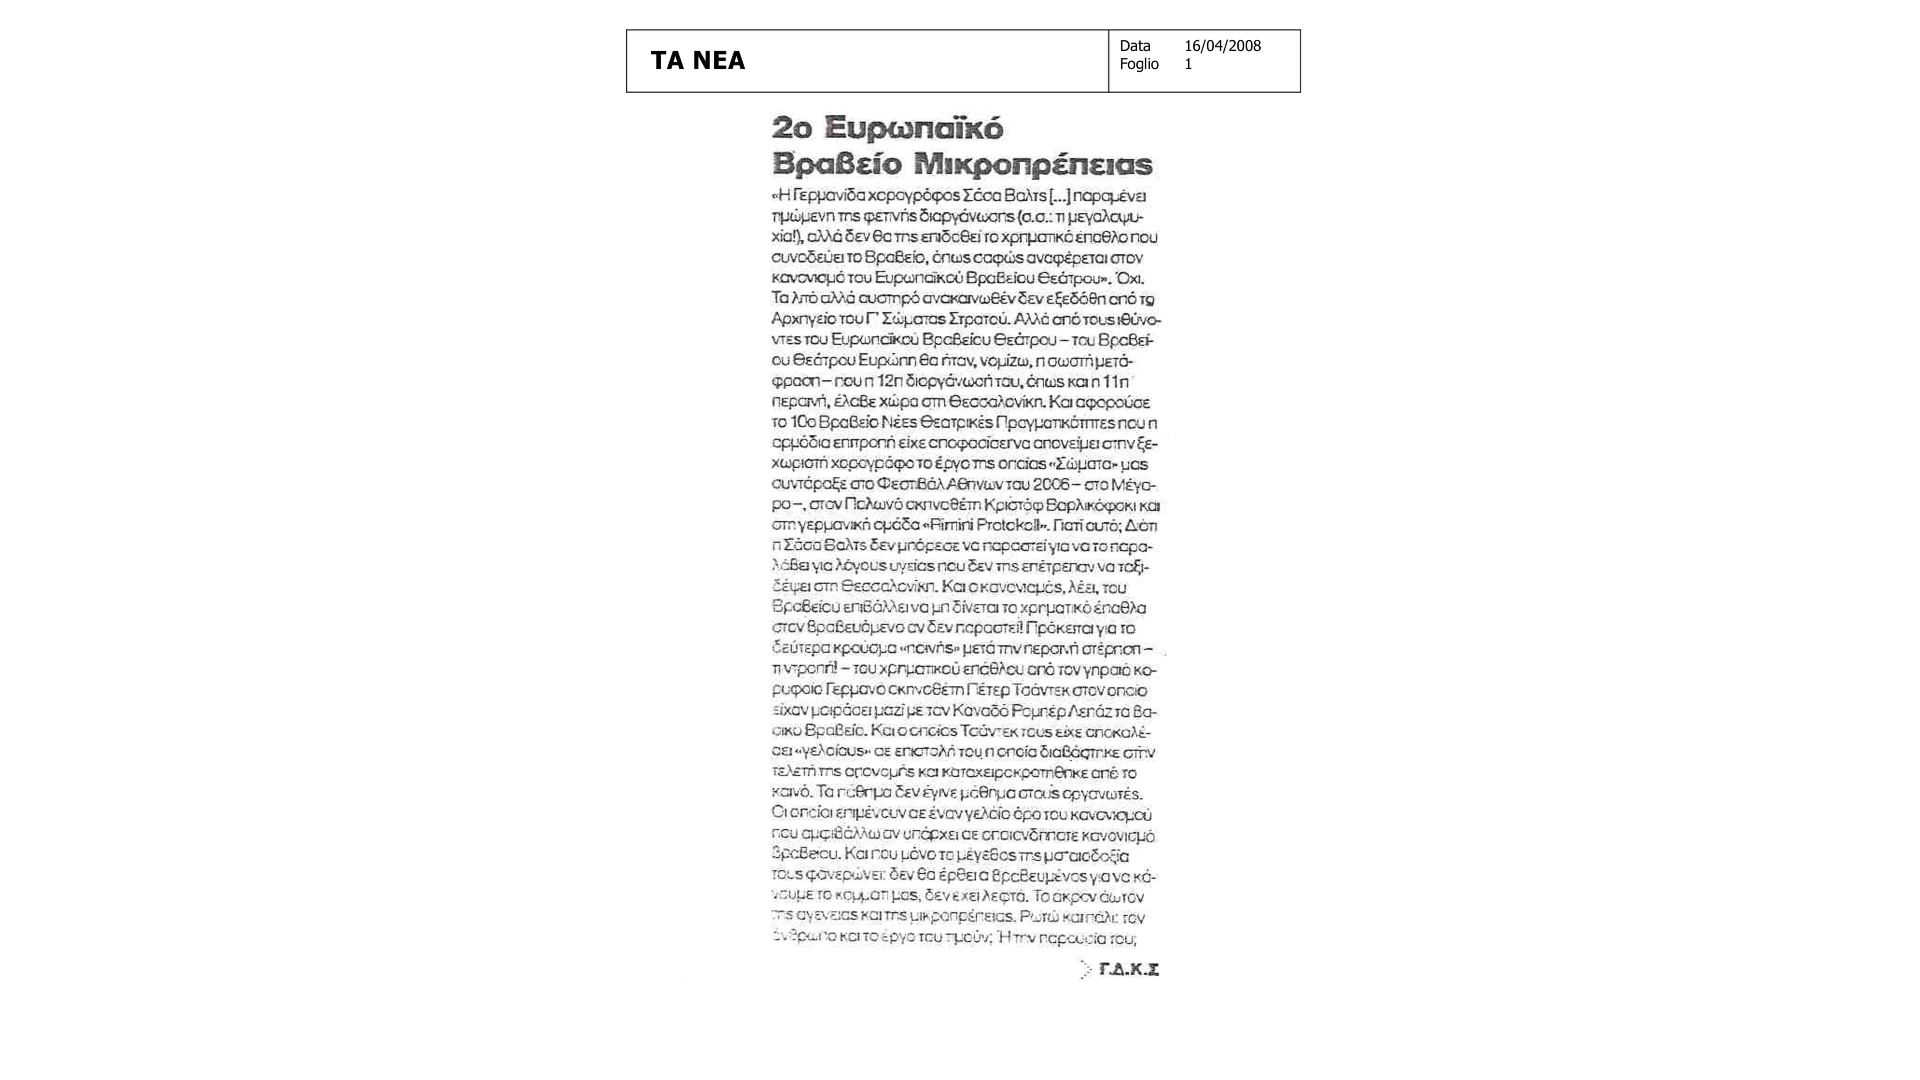 ΤΑ ΝΕΑ
Data 16/04/2008
Foglio 1
2ο Ευρωπαϊκό
Βραβείο Μικροπρέπειας
«Η Γερμανίδα χορογράφος Σάσα Βαλτς [...] παραμένει
τιμώμενη της φετινής διοργάνωσης (σ.σ.: τι μεγαλοψυ-
χία!), αλλά δεν θα της επιδοθεί το χρηματικό έπαθλο που
συνοδεύει το Βραβείο, όπως σαφώς αναφέρεται στον
κανονισμό του Ευρωπαϊκού Βραβείου Θεάτρου». Όχι.
Το λιτό αλλά αυστηρό ανακοινωθέν δεν εξεδόθη από το
Αρχηγείο του Γ' Σώματος Στρατού. Αλλά από τους ιθύνο-
ντες του Ευρωπαϊκού Βραβείου Θεάτρου – του Βραβεί-
ου Θεάτρου Ευρώπη θα ήταν, νομίζω, η σωστή μετά-
φραση – που η 12η διοργάνωσή του, όπως και η 11η
περσινή, έλαβε χώρα στη Θεσσαλονίκη. Και αφορούσε
το 10ο Βραβείο Νέες Θεατρικές Πραγματικότητες που η
αρμόδια επιτροπή είχε αποφασίσει να απονείμει στην ξε-
χωριστή χορογράφο το έργο της οποίας «Σώματα» μας
συντάραξε στο Φεστιβάλ Αθηνών του 2006 – στο Μέγα-
ρο –, στον Πολωνό σκηνοθέτη Κριστόφ Βαρλικόφσκι και
στη γερμανική ομάδα «Rimini Protokoll». Γιατί αυτό; Διότι
η Σάσα Βαλτς δεν μπόρεσε να παραστεί για να το παρα-
λάβει για λόγους υγείας που δεν της επέτρεπαν να ταξι-
δέψει στη Θεσσαλονίκη. Και ο κανονισμός, λέει, του
Βραβείου επιβάλλει να μη δίνεται το χρηματικό έπαθλο
στον βραβευόμενο αν δεν παραστεί! Πρόκειται για το
δεύτερο κρούσμα «ποινής» μετά την περσινή στέρηση –
τι ντροπή! – του χρηματικού επάθλου από τον γηραιό κο-
ρυφαίο Γερμανό σκηνοθέτη Πέτερ Τσάντεκ στον οποίο
είχαν μοιράσει μαζί με τον Καναδό Ρομπέρ Λεπάζ το βα-
σικό Βραβείο. Και ο οποίος Τσάντεκ τους είχε αποκαλέ-
σει «γελοίους» σε επιστολή του η οποία διαβάστηκε στην
τελετή της απονομής και καταχειροκροτήθηκε από το
κοινό. Το πάθημα δεν έγινε μάθημα στους οργανωτές.
Οι οποίοι επιμένουν σε έναν γελοίο όρο του κανονισμού
που αμφιβάλλω αν υπάρχει σε οποιονδήποτε κανονισμό
βραβείου. Και που μόνο το μέγεθος της ματαιοδοξία
τους φανερώνει: δεν θα έρθει ο βραβευμένος για να κά-
νουμε το κομμάτι μας, δεν έχει λεφτά. Το άκρον άωτον
της αγένειας και της μικροπρέπειας. Ρωτώ και πάλι: τον
άνθρωπο και το έργο του τιμούν; Ή την παρουσία του;
Γ.Δ.Κ.Σ